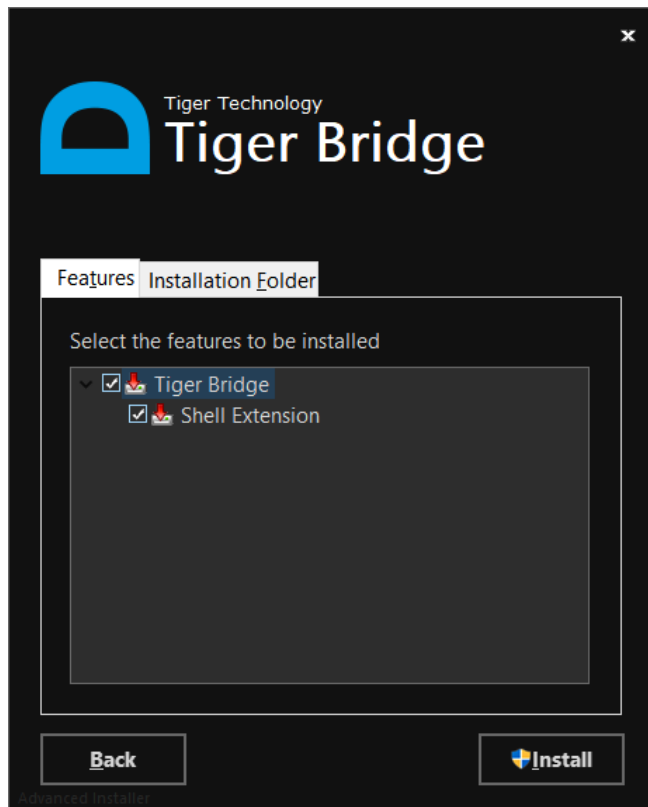 x
Tiger Technology
Tiger Bridge
Features Installation Folder
Select the features to be installed
Tiger Bridge
Shell Extension
Back Install
Advanced Installer